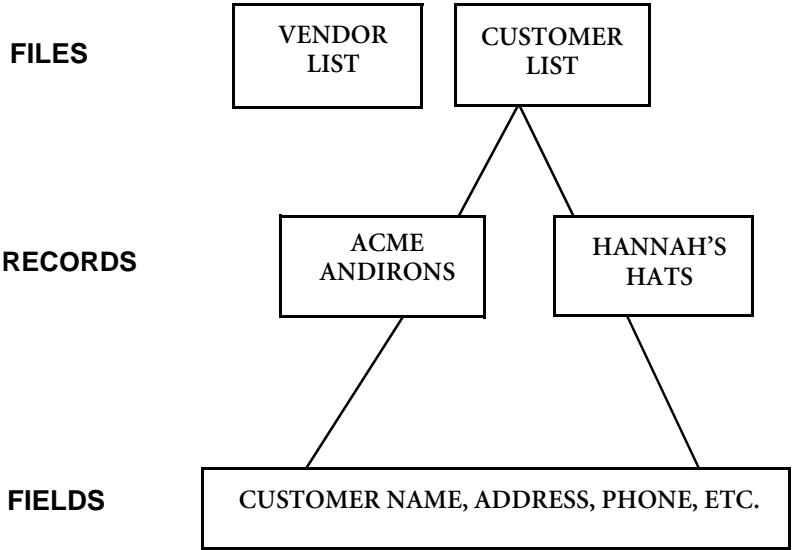 FILES
VENDOR
LIST
CUSTOMER
LIST
RECORDS
ACME
ANDIRONS
HANNAH’S
HATS
FIELDS
CUSTOMER NAME, ADDRESS, PHONE, ETC.